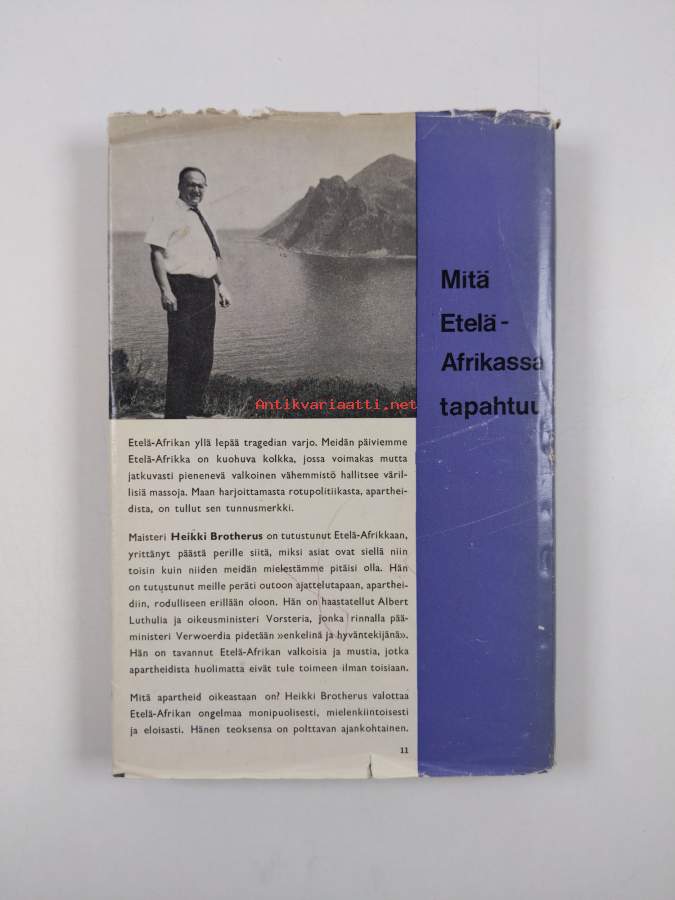 Mitä
Etelä-
Afrikassa
tapahtuu
Antikvariaatti.net
Etelä-Afrikan yllä lepää tragedian varjo. Meidän päiviemme
Etelä-Afrikka on kuohuva kolkka, jossa voimakas mutta
jatkuvasti pienenevä valkoinen vähemmistö hallitsee väril-
lisiä massoja. Maan harjoittamasta rotupolitiikasta, aparthei-
dista, on tullut sen tunnusmerkki.
Maisteri Heikki Brotherus on tutustunut Etelä-Afrikkaan,
yrittänyt päästä perille siitä, miksi asiat ovat siellä niin
toisin kuin niiden meidän mielestämme pitäisi olla. Hän
on tutustunut meille peräti outoon ajattelutapaan, aparthei-
diin, rodulliseen erillään oloon. Hän on haastatellut Albert
Luthulia ja oikeusministeri Vorsteria, jonka rinnalla pää-
ministeri Verwoerdia pidetään »enkelinä ja hyväntekijänä».
Hän on tavannut Etelä-Afrikan valkoisia ja mustia, jotka
apartheidista huolimatta eivät tule toimeen ilman toisiaan.
Mitä apartheid oikeastaan on? Heikki Brotherus valottaa
Etelä-Afrikan ongelmaa monipuolisesti, mielenkiintoisesti
ja eloisasti. Hänen teoksensa on polttavan ajankohtainen.
11